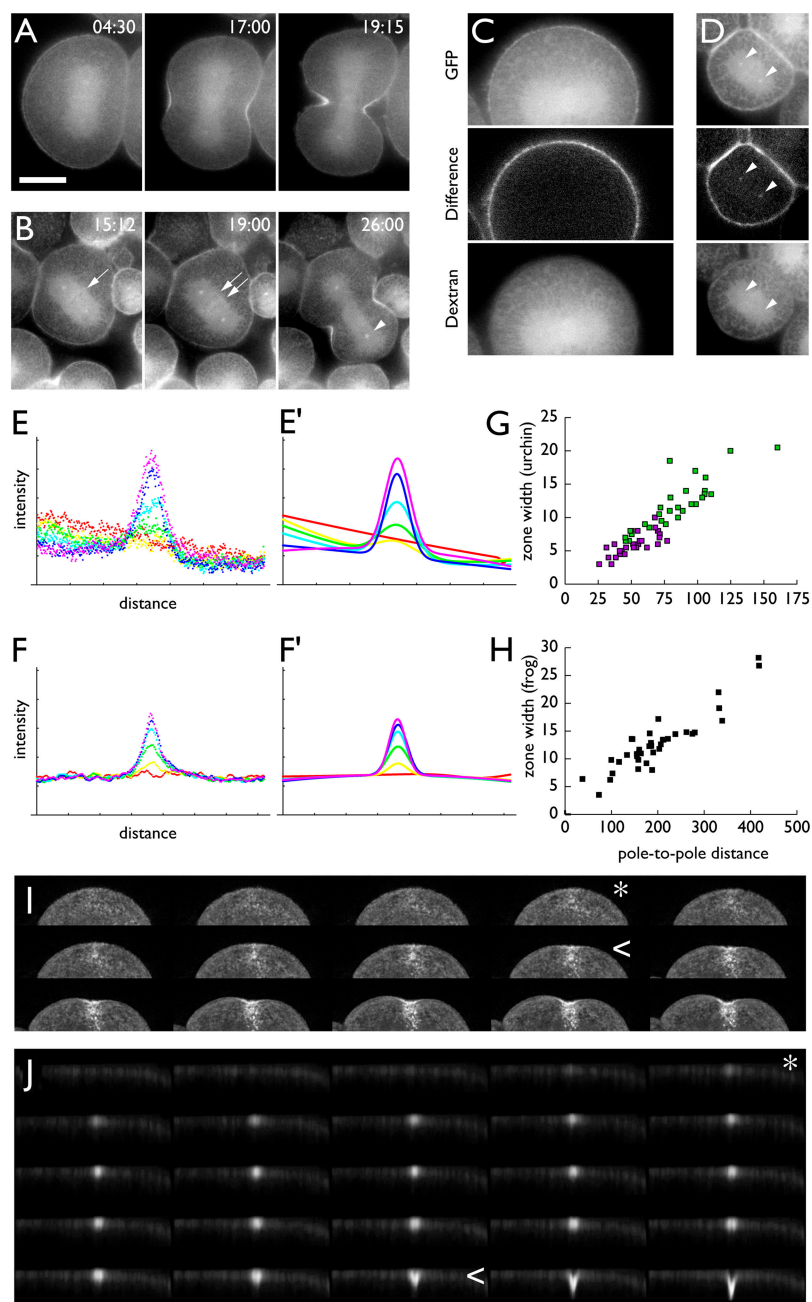 A
04:30
17:00
19:15
B
15:12
19:00
26:00
C
D
GFP
Difference
Dextran
E
intensity
distance
E'
F
intensity
distance
F'
G
zone width (urchin)
25
20
15
10
5
0
0 25 50 75 100 125 150 175
H
zone width (frog)
30
25
20
15
10
5
0
0 100 200 300 400 500
pole-to-pole distance
I
*
<
J
*
<